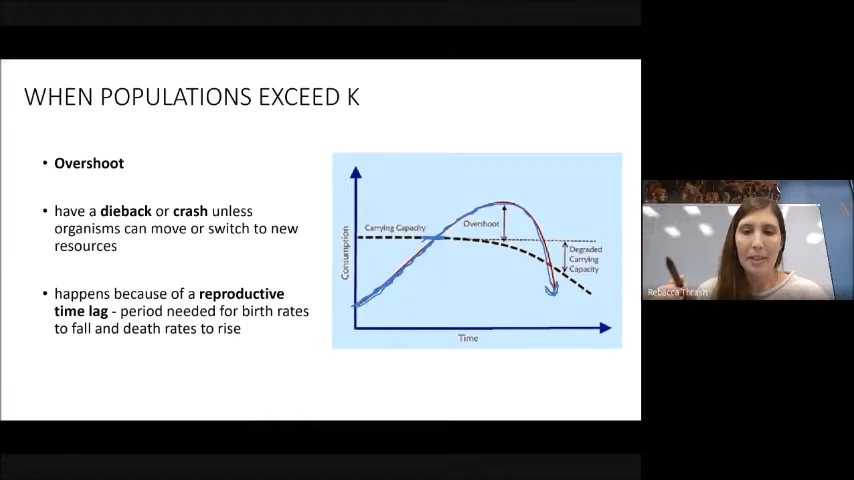 WHEN POPULATIONS EXCEED K
• Overshoot
• have a dieback or crash unless
organisms can move or switch to new
resources
• happens because of a reproductive
time lag - period needed for birth rates
to fall and death rates to rise
Carrying Capacity
Overshoot
Degraded
Carrying
Capacity
Consumption
Time
Rebecca Thrash